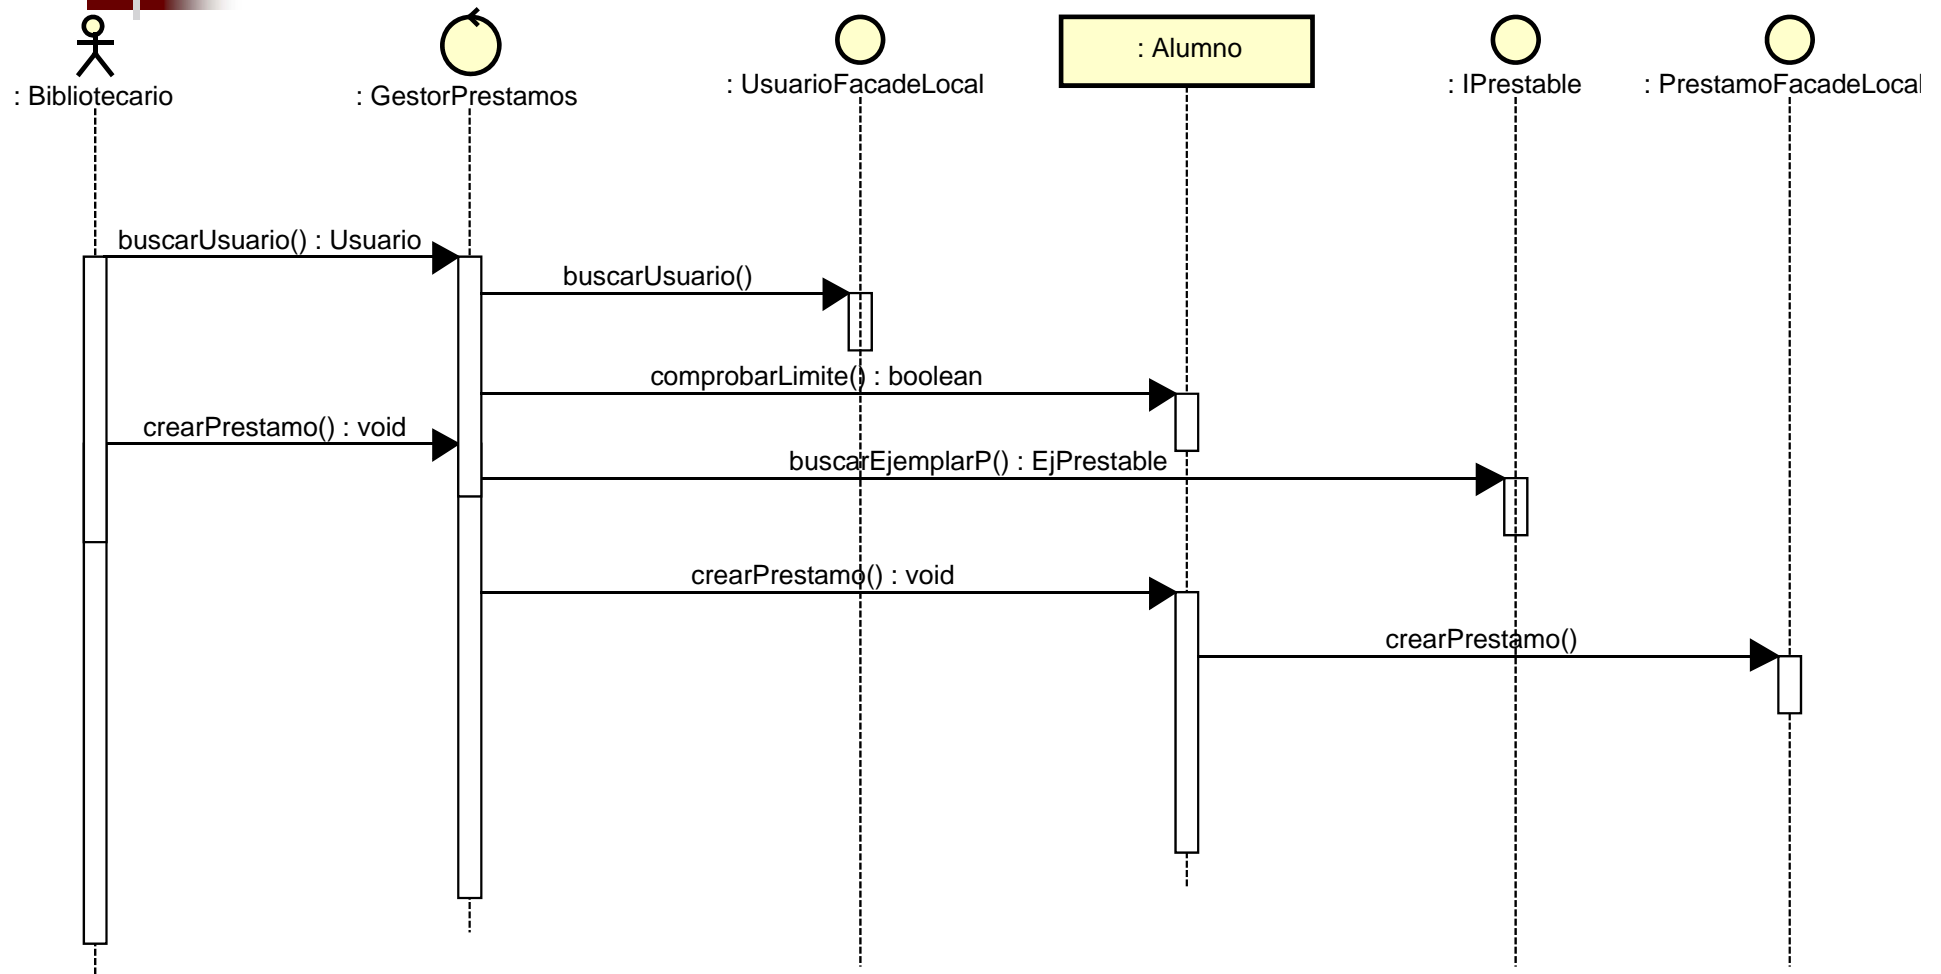 : Bibliotecario
: GestorPrestamos
: UsuarioFacadeLocal
: Alumno
: IPrestable
: PrestamoFacadeLocal
buscarUsuario() : Usuario
buscarUsuario()
comprobarLimite() : boolean
crearPrestamo() : void
buscarEjemplarP() : EjPrestable
crearPrestamo() : void
crearPrestamo()